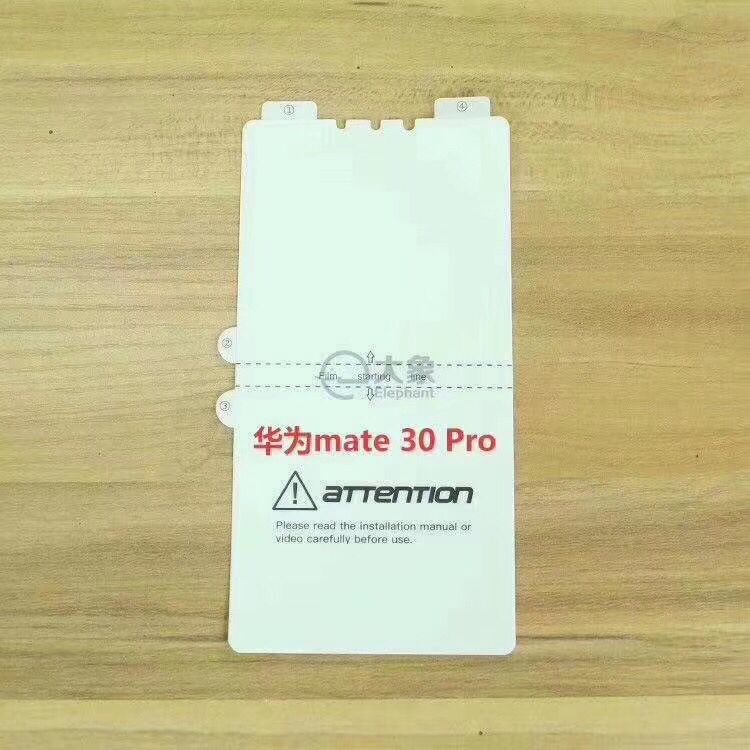 ①
④
②
大象
Film starting line
Elephant
③
华为mate 30 Pro
ATTENTION
Please read the installation manual or
video carefully before use.